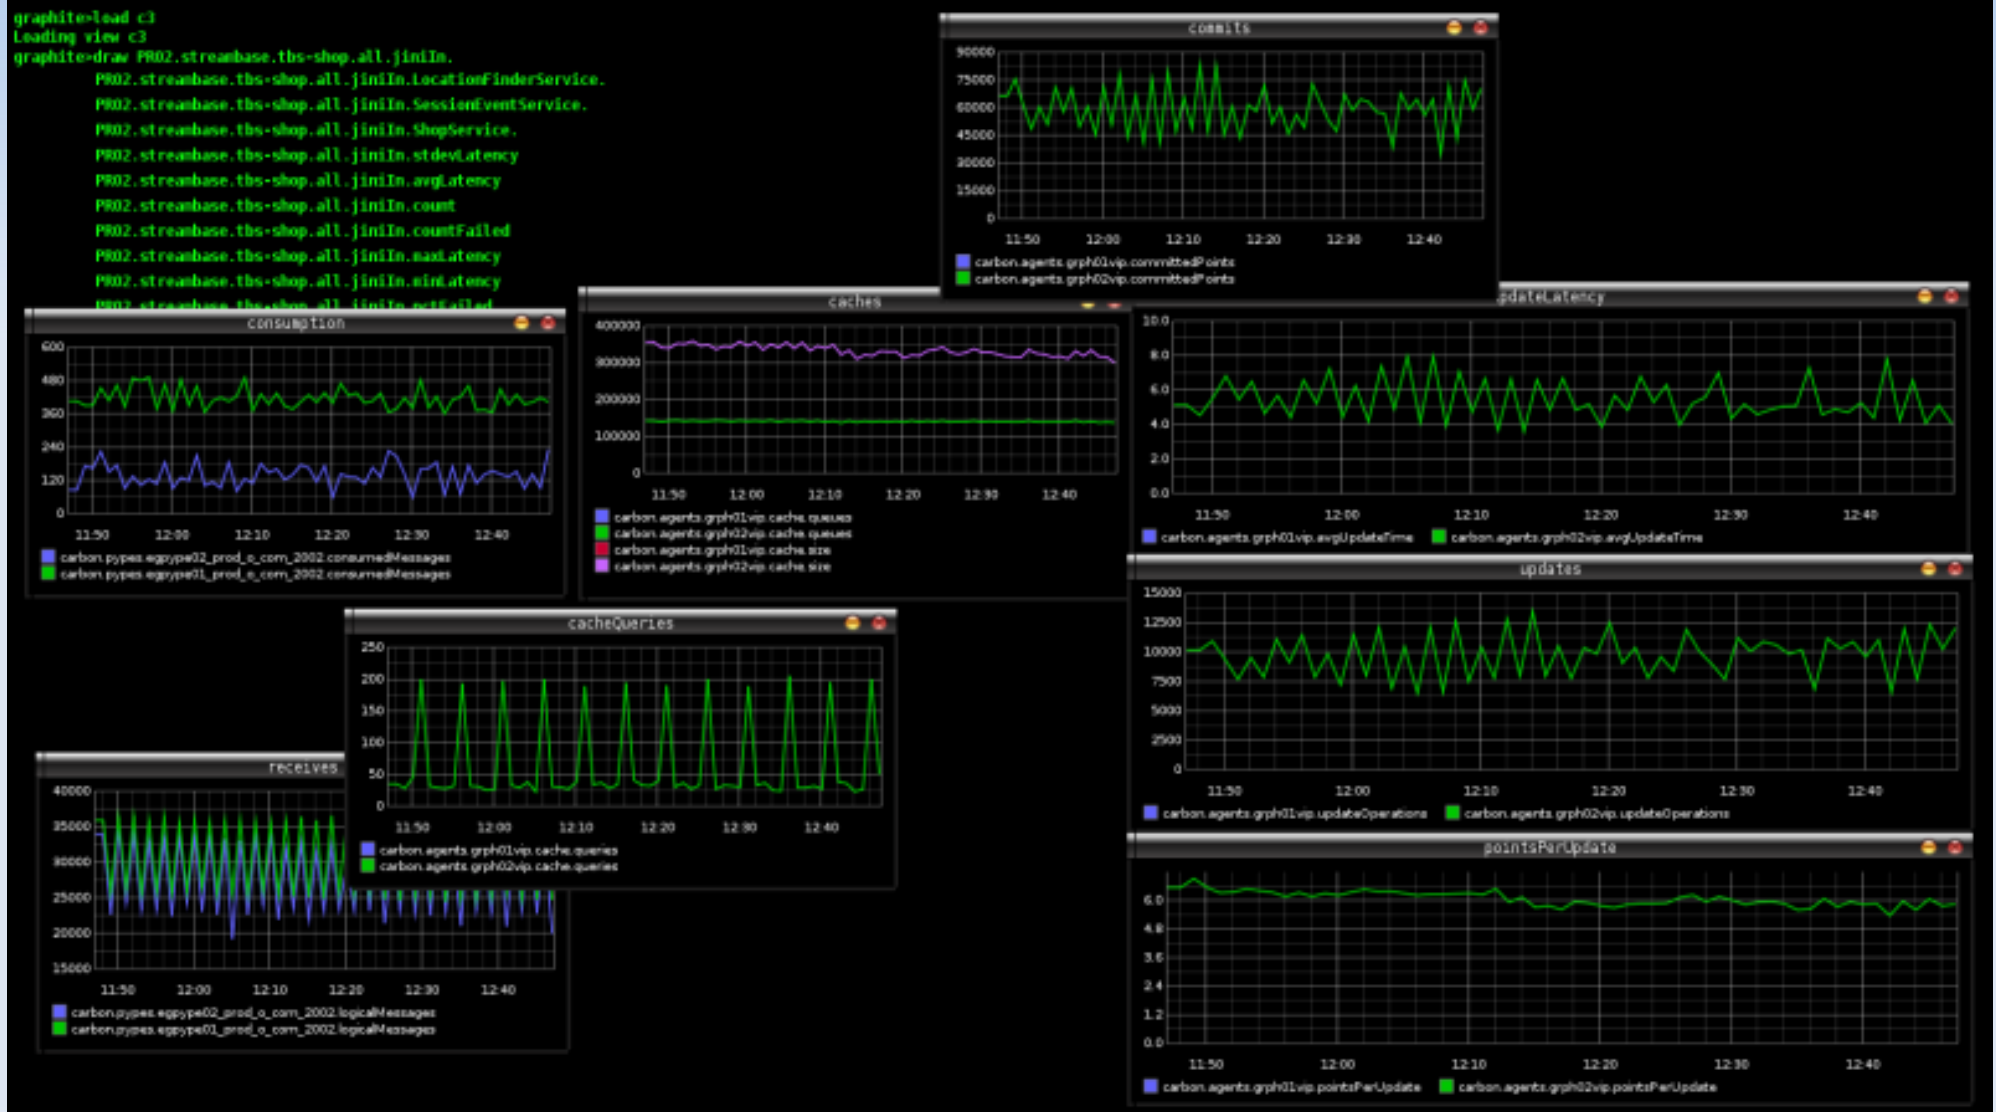 graphite>load c3
Loading view c3
graphite>draw PRO2.streambase.tbs-shop.all.jiniIn.
PRO2.streambase.tbs-shop.all.jiniIn.LocationFinderService.
PRO2.streambase.tbs-shop.all.jiniIn.SessionEventService.
PRO2.streambase.tbs-shop.all.jiniIn.ShopService.
PRO2.streambase.tbs-shop.all.jiniIn.stdevLatency
PRO2.streambase.tbs-shop.all.jiniIn.avgLatency
PRO2.streambase.tbs-shop.all.jiniIn.count
PRO2.streambase.tbs-shop.all.jiniIn.countFailed
PRO2.streambase.tbs-shop.all.jiniIn.maxLatency
PRO2.streambase.tbs-shop.all.jiniIn.minLatency
PRO2.streambase.tbs-shop.all.jiniIn.pctFailed
commits
90000
75000
60000
45000
30000
15000
0
11:50 12:00 12:10 12:20 12:30 12:40
carbon.agents.grph01vip.committedPoints
carbon.agents.grph02vip.committedPoints
consumption
600
480
360
240
120
0
11:50 12:00 12:10 12:20 12:30 12:40
carbon.pypes.egpype02_prod_o_com_2002.consumedMessages
carbon.pypes.egpype01_prod_o_com_2002.consumedMessages
caches
400000
300000
200000
100000
0
11:50 12:00 12:10 12:20 12:30 12:40
carbon.agents.grph01vip.cache.queues
carbon.agents.grph02vip.cache.queues
carbon.agents.grph01vip.cache.size
carbon.agents.grph02vip.cache.size
pdateLatency
10.0
8.0
6.0
4.0
2.0
0.0
11:50 12:00 12:10 12:20 12:30 12:40
carbon.agents.grph01vip.avgUpdateTime carbon.agents.grph02vip.avgUpdateTime
updates
15000
12500
10000
7500
5000
2500
0
11:50 12:00 12:10 12:20 12:30 12:40
carbon.agents.grph01vip.updateOperations carbon.agents.grph02vip.updateOperations
cacheQueries
250
200
150
100
50
0
11:50 12:00 12:10 12:20 12:30 12:40
carbon.agents.grph01vip.cache.queries
carbon.agents.grph02vip.cache.queries
receives
40000
35000
30000
25000
20000
15000
11:50 12:00 12:10 12:20 12:30 12:40
carbon.pypes.egpype02_prod_o_com_2002.logicalMessages
carbon.pypes.egpype01_prod_o_com_2002.logicalMessages
pointsPerUpdate
6.0
4.8
3.6
2.4
1.2
0.0
11:50 12:00 12:10 12:20 12:30 12:40
carbon.agents.grph01vip.pointsPerUpdate carbon.agents.grph02vip.pointsPerUpdate